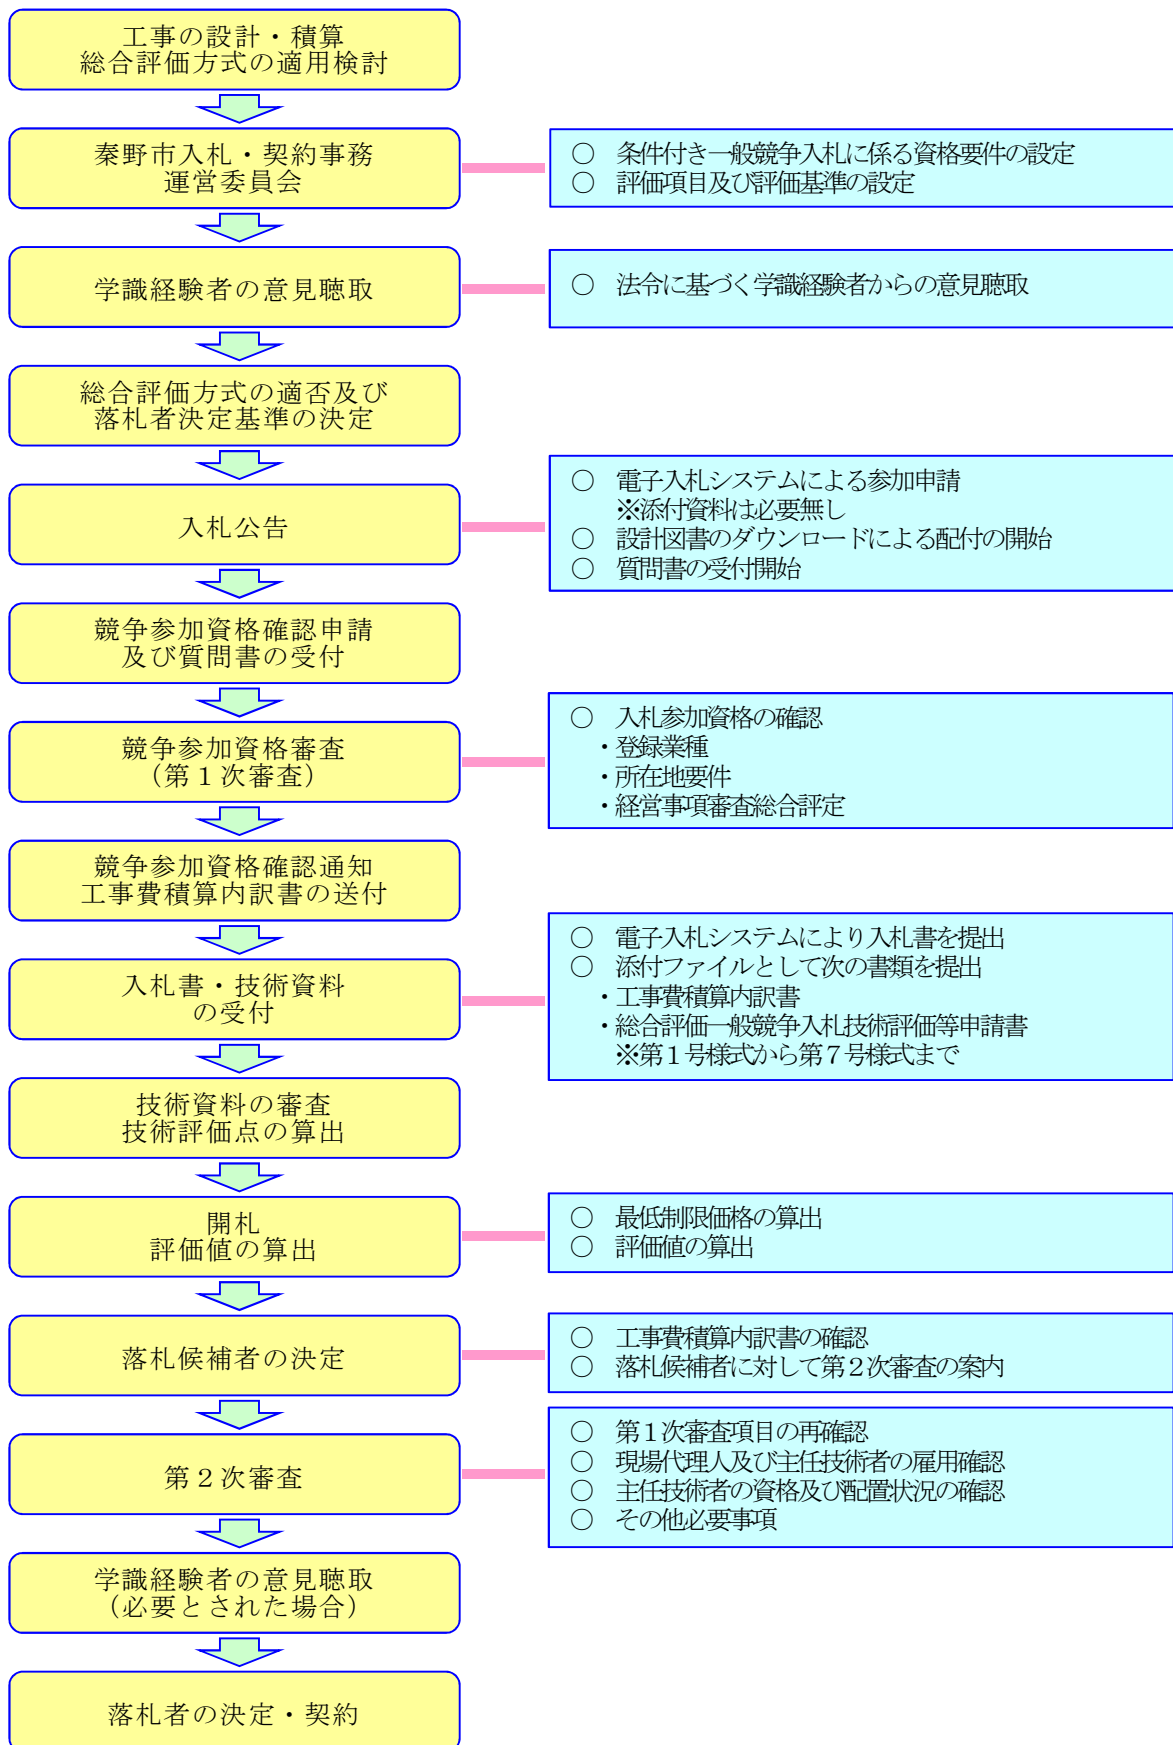 工事の設計・積算
総合評価方式の適用検討
秦野市入札・契約事務
運営委員会
○　条件付き一般競争入札に係る資格要件の設定
○　評価項目及び評価基準の設定
学識経験者の意見聴取
○　法令に基づく学識経験者からの意見聴取
総合評価方式の適否及び
落札者決定基準の決定
入札公告
○　電子入札システムによる参加申請
※添付資料は必要無し
○　設計図書のダウンロードによる配付の開始
○　質問書の受付開始
競争参加資格確認申請
及び質問書の受付
競争参加資格審査
（第１次審査）
○　入札参加資格の確認
・登録業種
・所在地要件
・経営事項審査総合評定
競争参加資格確認通知
工事費積算内訳書の送付
入札書・技術資料
の受付
○　電子入札システムにより入札書を提出
○　添付ファイルとして次の書類を提出
・工事費積算内訳書
・総合評価一般競争入札技術評価等申請書
※第１号様式から第７号様式まで
技術資料の審査
技術評価点の算出
開札
評価値の算出
○　最低制限価格の算出
○　評価値の算出
落札候補者の決定
○　工事費積算内訳書の確認
○　落札候補者に対して第２次審査の案内
第２次審査
○　第１次審査項目の再確認
○　現場代理人及び主任技術者の雇用確認
○　主任技術者の資格及び配置状況の確認
○　その他必要事項
学識経験者の意見聴取
（必要とされた場合）
落札者の決定・契約